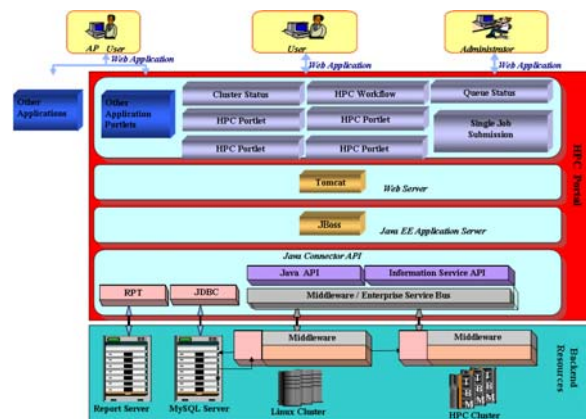 AP User
User
Administrator
Web Application
Web Application
Web Application
Other
Applications
Other
Application
Portlets
Cluster Status
HPC Workflow
Queue Status
HPC Portlet
HPC Portlet
Single Job
Submission
HPC Portlet
HPC Portlet
HPC Portal
Tomcat
Web Server
JBoss
Java EE Application Server
Java Connector API
Java API
Information Service API
RPT
JDBC
Middleware / Enterprise Service Bus
Middleware
Middleware
Backend
Resources
Report Server
MySQL Server
Linux Cluster
IBM
IBM
IBM
HPC Cluster